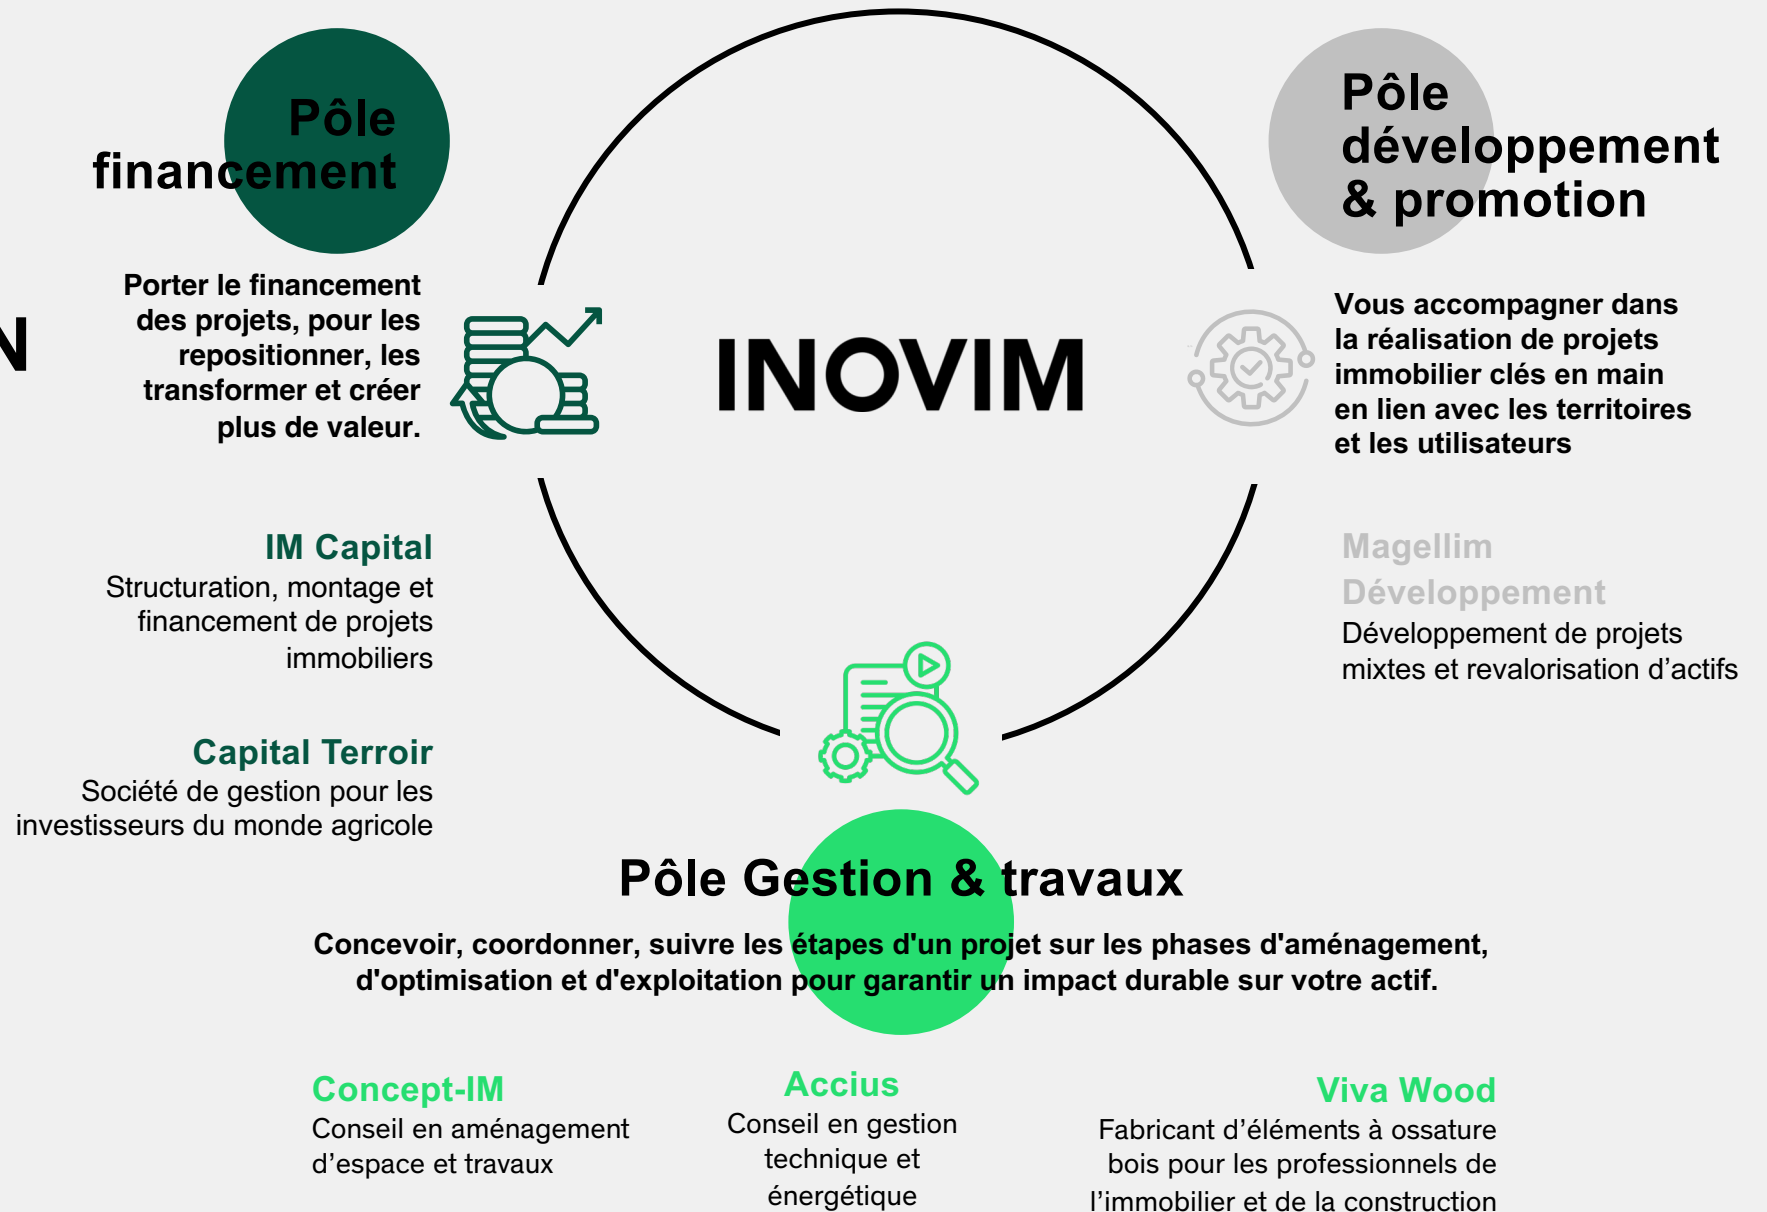 Pôle
financement
Porter le financement
des projets, pour les
repositionner, les
transformer et créer
plus de valeur.
IM Capital
Structuration, montage et
financement de projets
immobiliers
Capital Terroir
Société de gestion pour les
investisseurs du monde agricole
N
INOVIM
Pôle
développement
& promotion
Vous accompagner dans
la réalisation de projets
immobilier clés en main
en lien avec les territoires
et les utilisateurs
Magellim
Développement
Développement de projets
mixtes et revalorisation d’actifs
Pôle Gestion & travaux
Concevoir, coordonner, suivre les étapes d'un projet sur les phases d'aménagement,
d'optimisation et d'exploitation pour garantir un impact durable sur votre actif.
Concept-IM
Conseil en aménagement
d’espace et travaux
Accius
Conseil en gestion
technique et
énergétique
Viva Wood
Fabricant d’éléments à ossature
bois pour les professionnels de
l’immobilier et de la construction